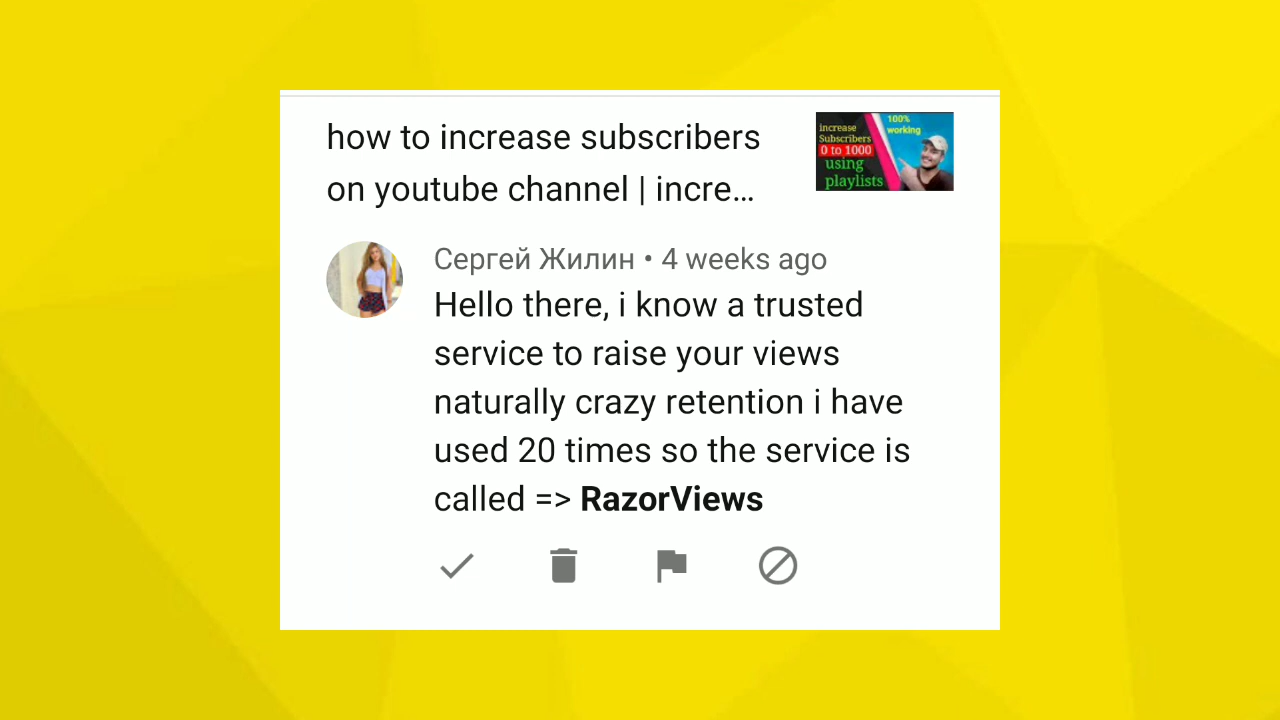 how to increase subscribers
on youtube channel | incre...
increase
Subscribers
0 to 1000
using
playlists
100%
working
Сергей Жилин • 4 weeks ago
Hello there, i know a trusted
service to raise your views
naturally crazy retention i have
used 20 times so the service is
called => RazorViews